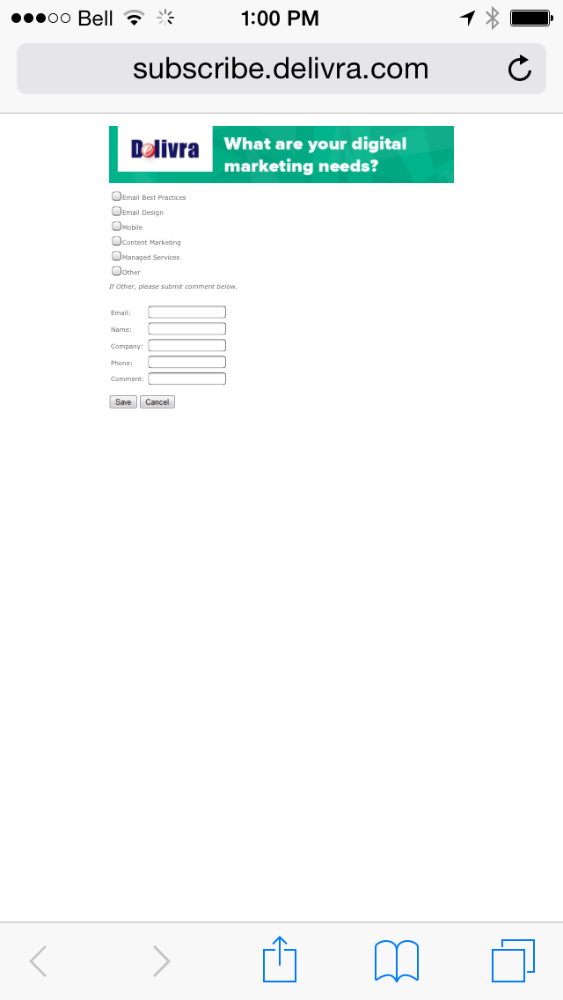 Bell 1:00 PM
subscribe.delivra.com
Delivra
What are your digital
marketing needs?
Email Best Practices
Email Design
Mobile
Content Marketing
Managed Services
Other
If Other, please submit comment below.
Email:
Name:
Company:
Phone:
Comment:
Save Cancel